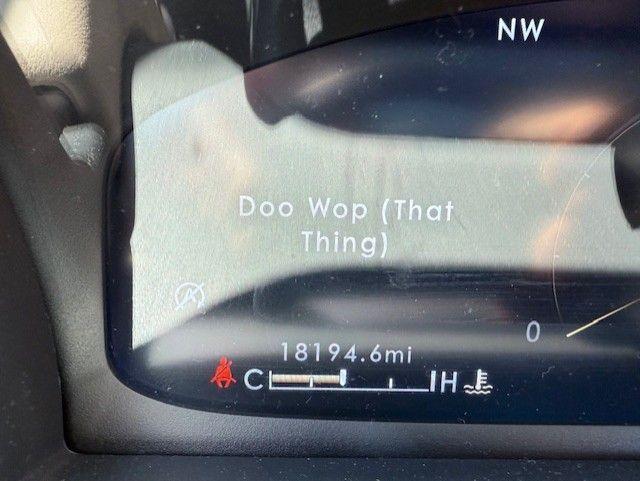 NW
Doo Wop (That
Thing)
0
18194.6mi
C H